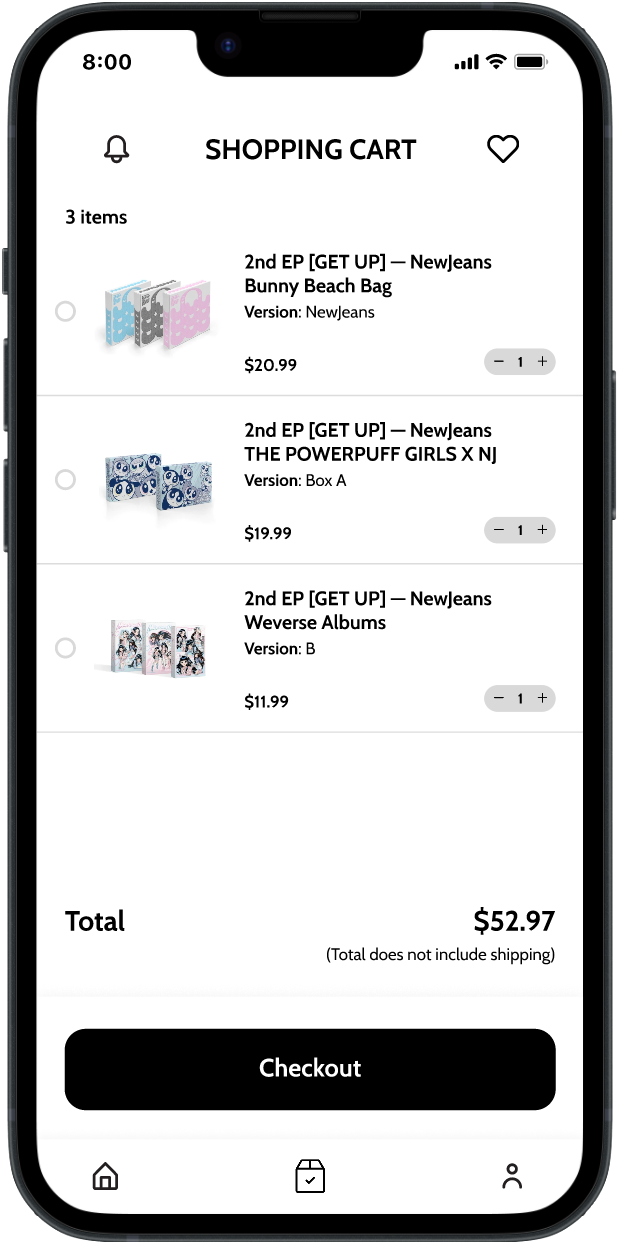 8:00
SHOPPING CART
3 items
2nd EP [GET UP] — NewJeans
Bunny Beach Bag
Version: NewJeans
$20.99
− 1 +
2nd EP [GET UP] — NewJeans
THE POWERPUFF GIRLS X NJ
Version: Box A
$19.99
− 1 +
2nd EP [GET UP] — NewJeans
Weverse Albums
Version: B
$11.99
− 1 +
Total
$52.97
(Total does not include shipping)
Checkout